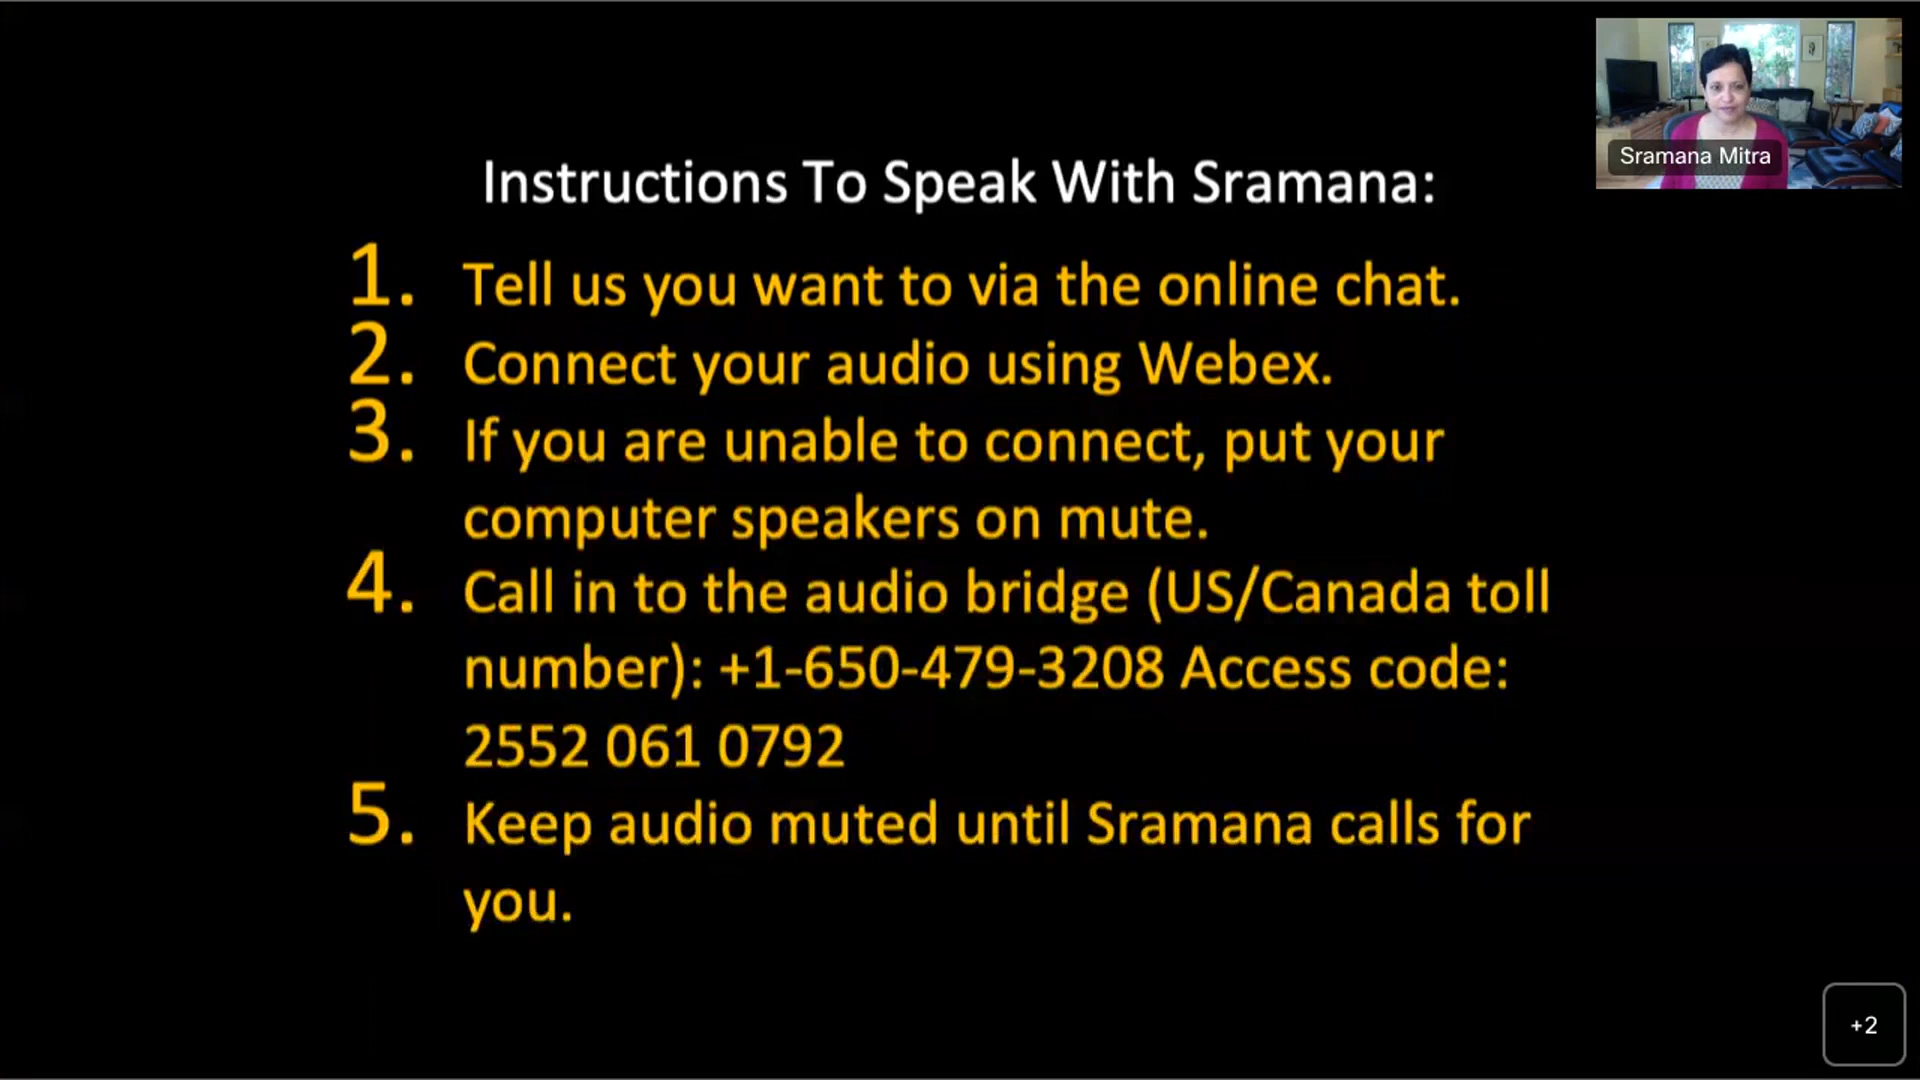 Sramana Mitra
Instructions To Speak With Sramana:
1. Tell us you want to via the online chat.
2. Connect your audio using Webex.
3. If you are unable to connect, put your
computer speakers on mute.
4. Call in to the audio bridge (US/Canada toll
number): +1-650-479-3208 Access code:
2552 061 0792
5. Keep audio muted until Sramana calls for
you.
+2